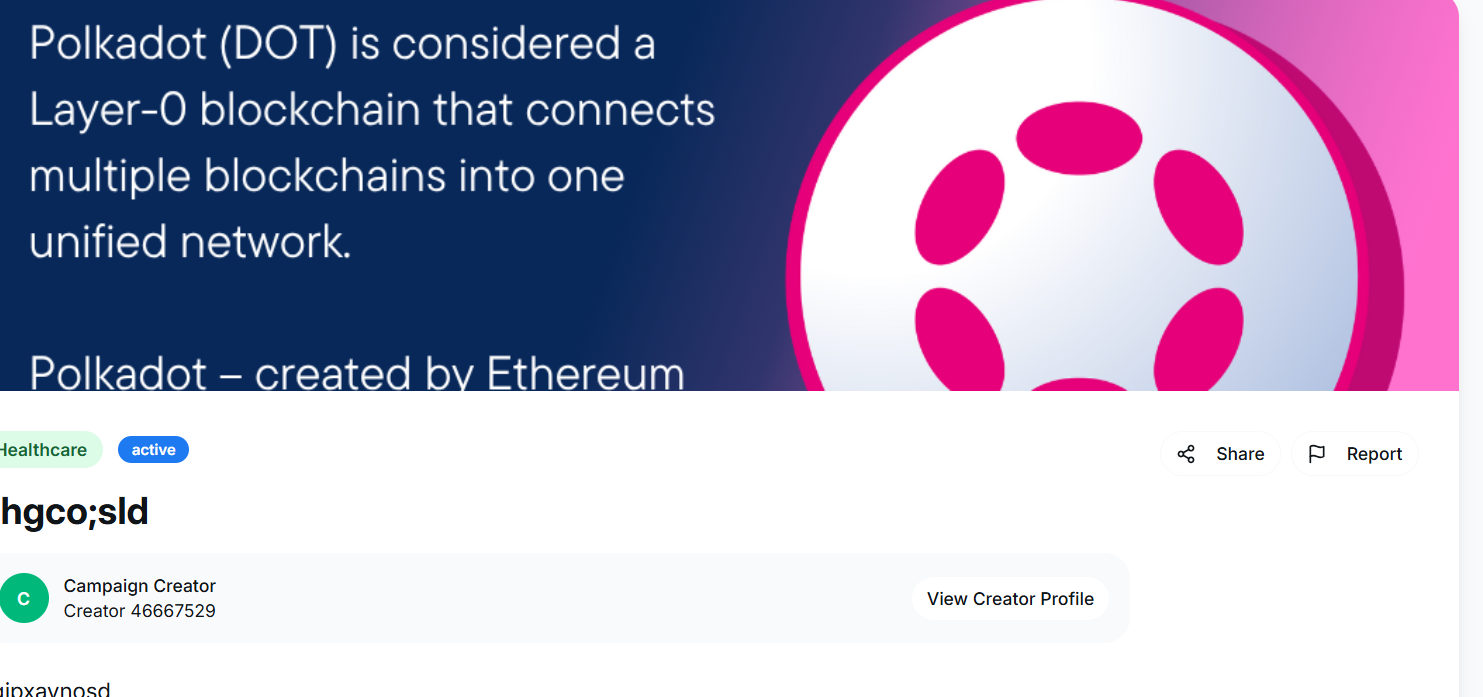 Polkadot (DOT) is considered a
Layer-0 blockchain that connects
multiple blockchains into one
unified network.
Polkadot – created by Ethereum
Healthcare
active
Share
Report
hgco;sld
C
Campaign Creator
Creator 46667529
View Creator Profile